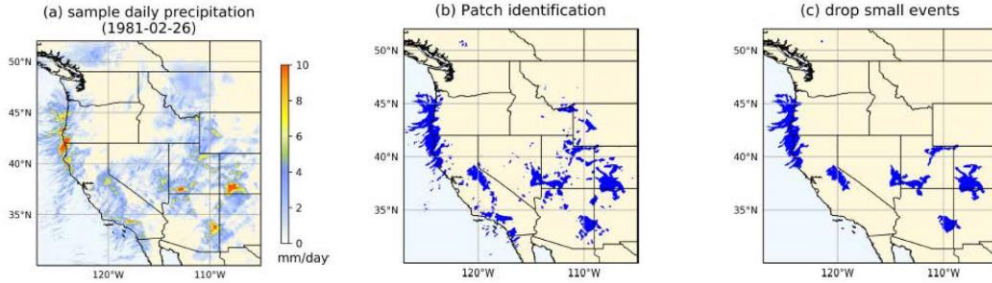 (a) sample daily precipitation
(1981-02-26)
50°N
45°N
40°N
35°N
120°W
110°W
10
8
6
4
2
0
mm/day
(b) Patch identification
50°N
45°N
40°N
35°N
120°W
110°W
(c) drop small events
50°N
45°N
40°N
35°N
120°W
110°W